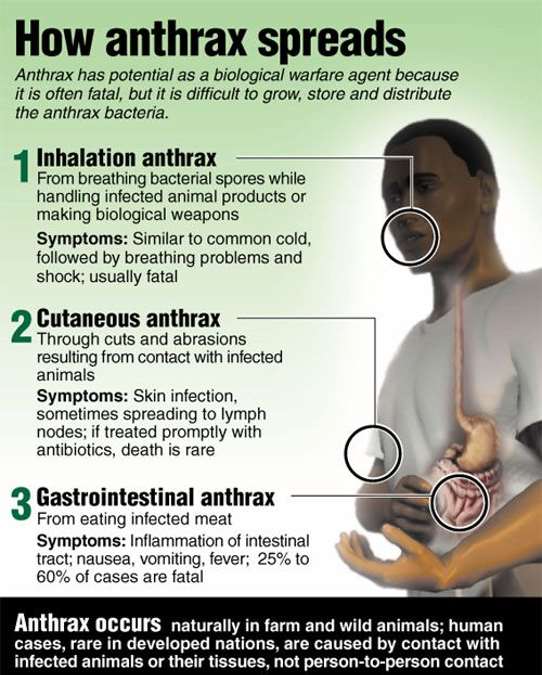 How anthrax spreads
Anthrax has potential as a biological warfare agent because
it is often fatal, but it is difficult to grow, store and distribute
the anthrax bacteria.
1 Inhalation anthrax
From breathing bacterial spores while
handling infected animal products or
making biological weapons
Symptoms: Similar to common cold,
followed by breathing problems and
shock; usually fatal
2 Cutaneous anthrax
Through cuts and abrasions
resulting from contact with infected
animals
Symptoms: Skin infection,
sometimes spreading to lymph
nodes; if treated promptly with
antibiotics, death is rare
3 Gastrointestinal anthrax
From eating infected meat
Symptoms: Inflammation of intestinal
tract; nausea, vomiting, fever; 25% to
60% of cases are fatal
Anthrax occurs naturally in farm and wild animals; human
cases, rare in developed nations, are caused by contact with
infected animals or their tissues, not person-to-person contact